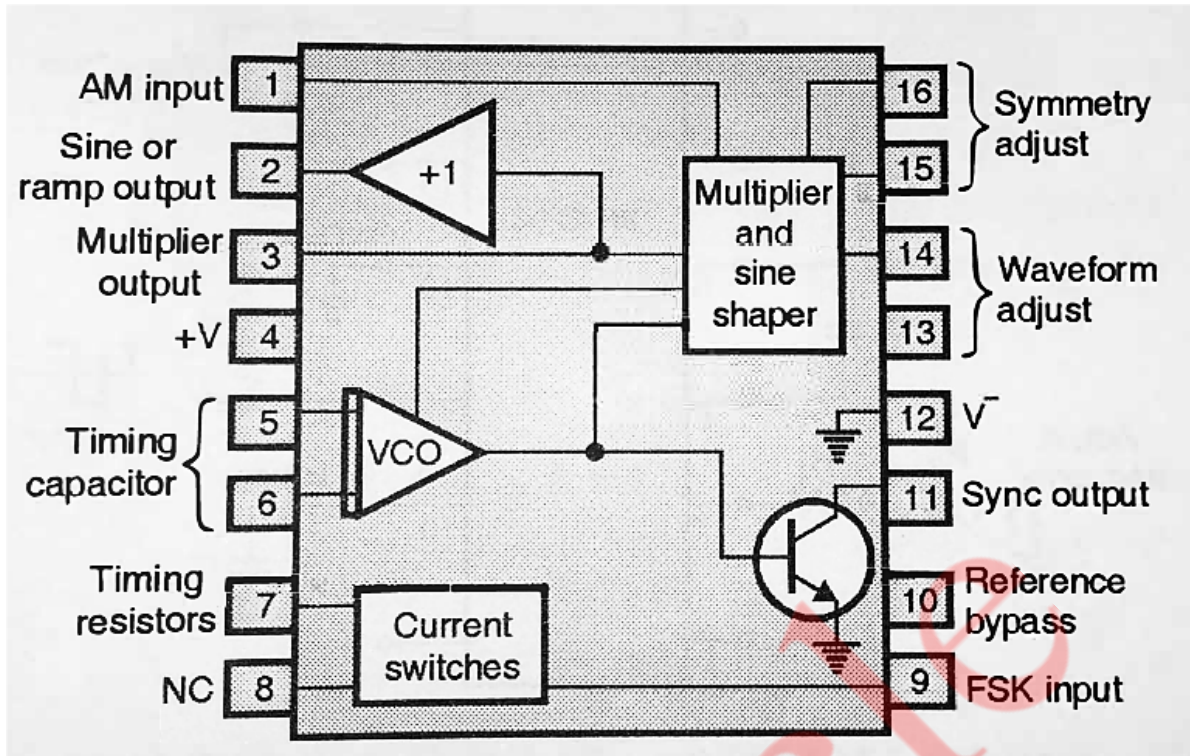 AM input
1
Sine or
ramp output
2
Multiplier
output
3
+V
4
Timing
capacitor
5
6
Timing
resistors
7
NC
8
+1
VCO
Current
switches
Multiplier
and
sine
shaper
16
15
Symmetry
adjust
14
13
Waveform
adjust
12
V⁻
11
Sync output
10
Reference
bypass
9
FSK input
le